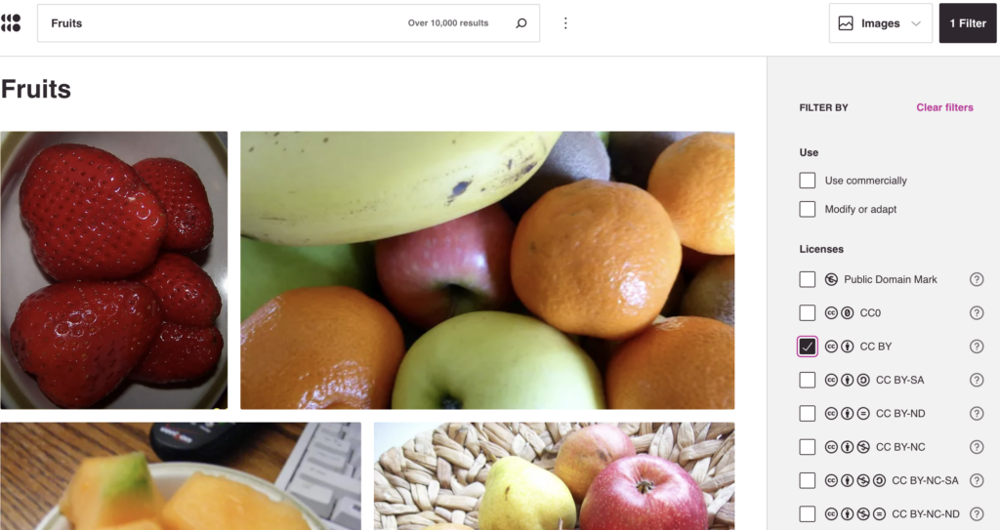 Fruits
Over 10,000 results
Images
1 Filter
Fruits
FILTER BY
Clear filters
Use
Use commercially
Modify or adapt
Licenses
Public Domain Mark
CC0
CC BY
CC BY-SA
CC BY-ND
CC BY-NC
CC BY-NC-SA
CC BY-NC-ND